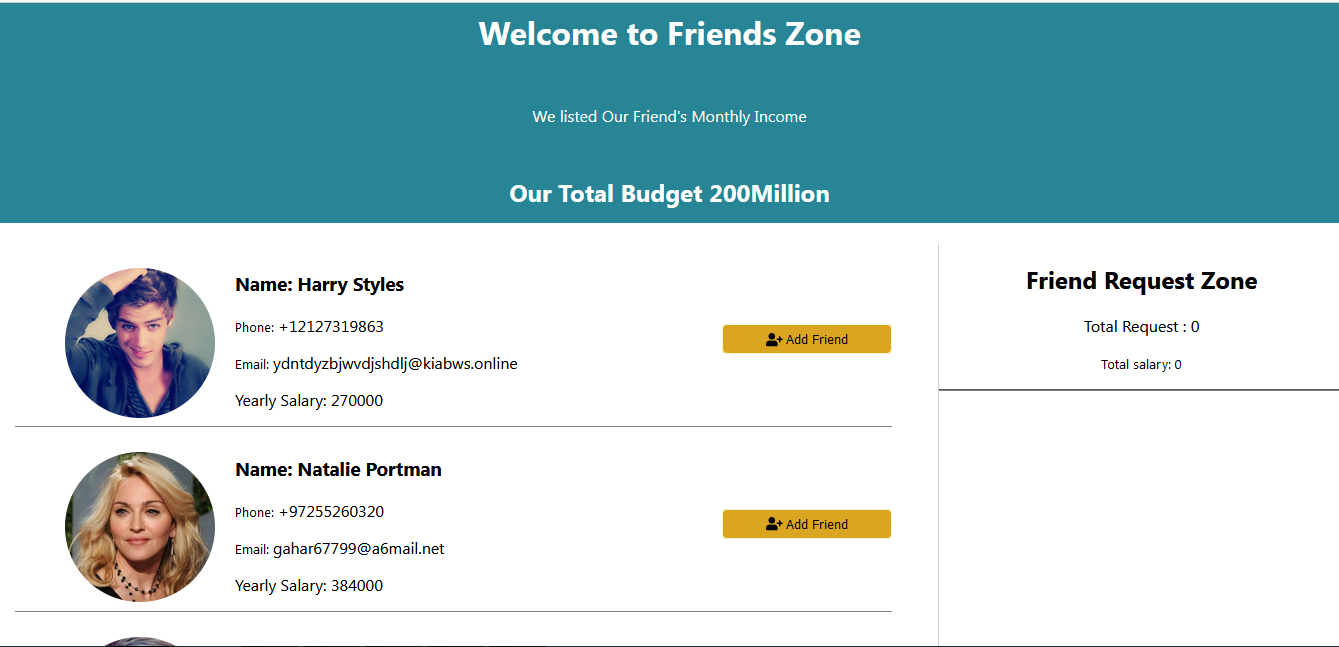 Welcome to Friends Zone
We listed Our Friend's Monthly Income
Our Total Budget 200Million
Name: Harry Styles
Phone: +12127319863
Email: ydntdyzbjwvdjshdlj@kiabws.online
Yearly Salary: 270000
Add Friend
Name: Natalie Portman
Phone: +97255260320
Email: gahar67799@a6mail.net
Yearly Salary: 384000
Add Friend
Friend Request Zone
Total Request : 0
Total salary: 0